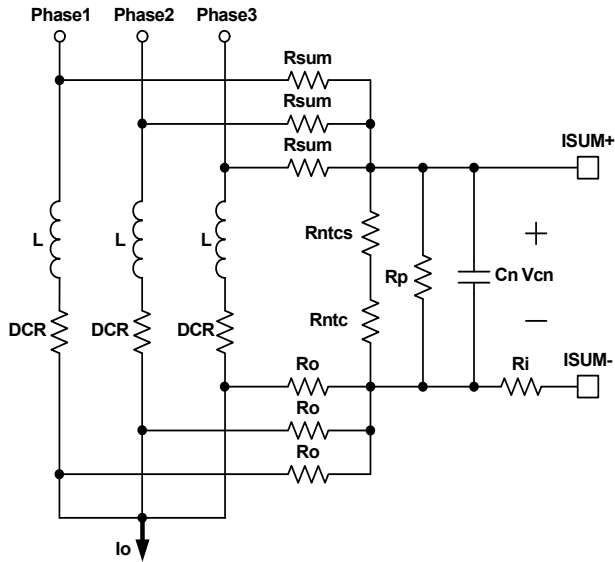 Phase1 Phase2 Phase3
Rsum
Rsum
Rsum
ISUM+
L L L
Rntcs
Rp
Cn Vcn
+
−
DCR DCR DCR
Rntc
Ro
Ro
Ro
Ri
ISUM-
Io